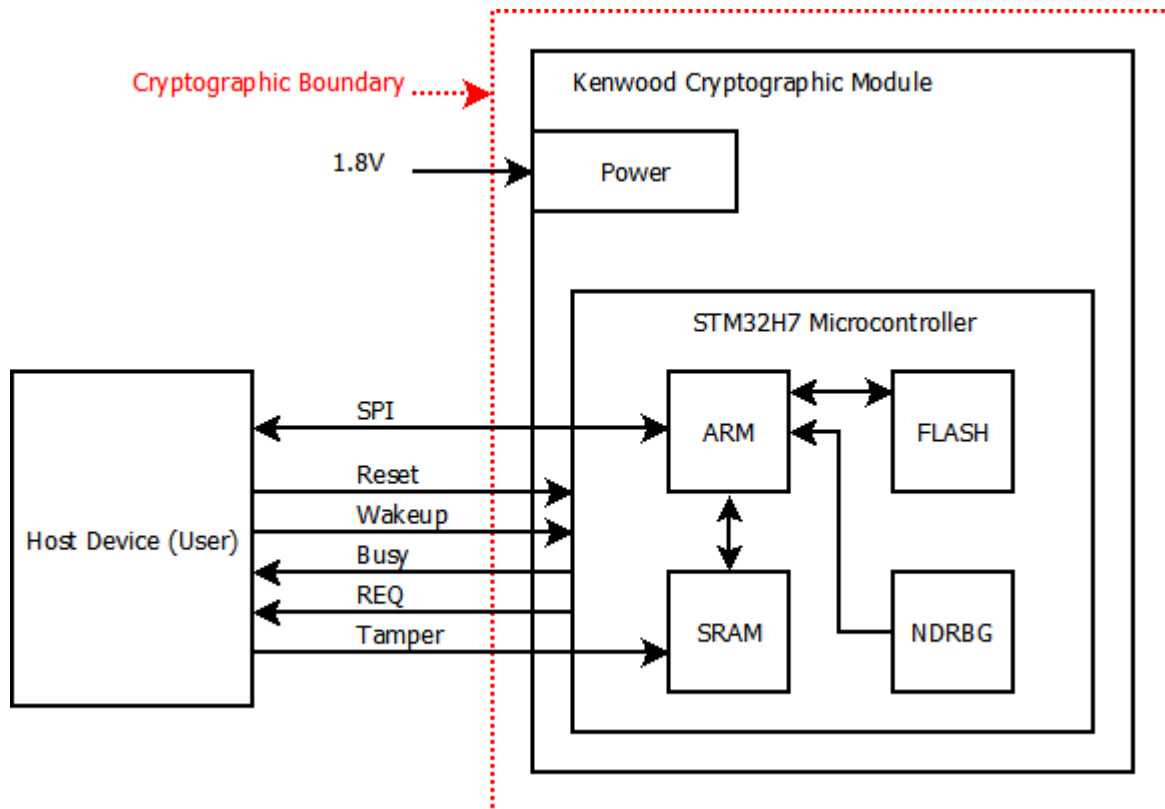 Cryptographic Boundary
Kenwood Cryptographic Module
1.8V
Power
STM32H7 Microcontroller
SPI
ARM
FLASH
Reset
Wakeup
Host Device (User)
Busy
REQ
Tamper
SRAM
NDRBG